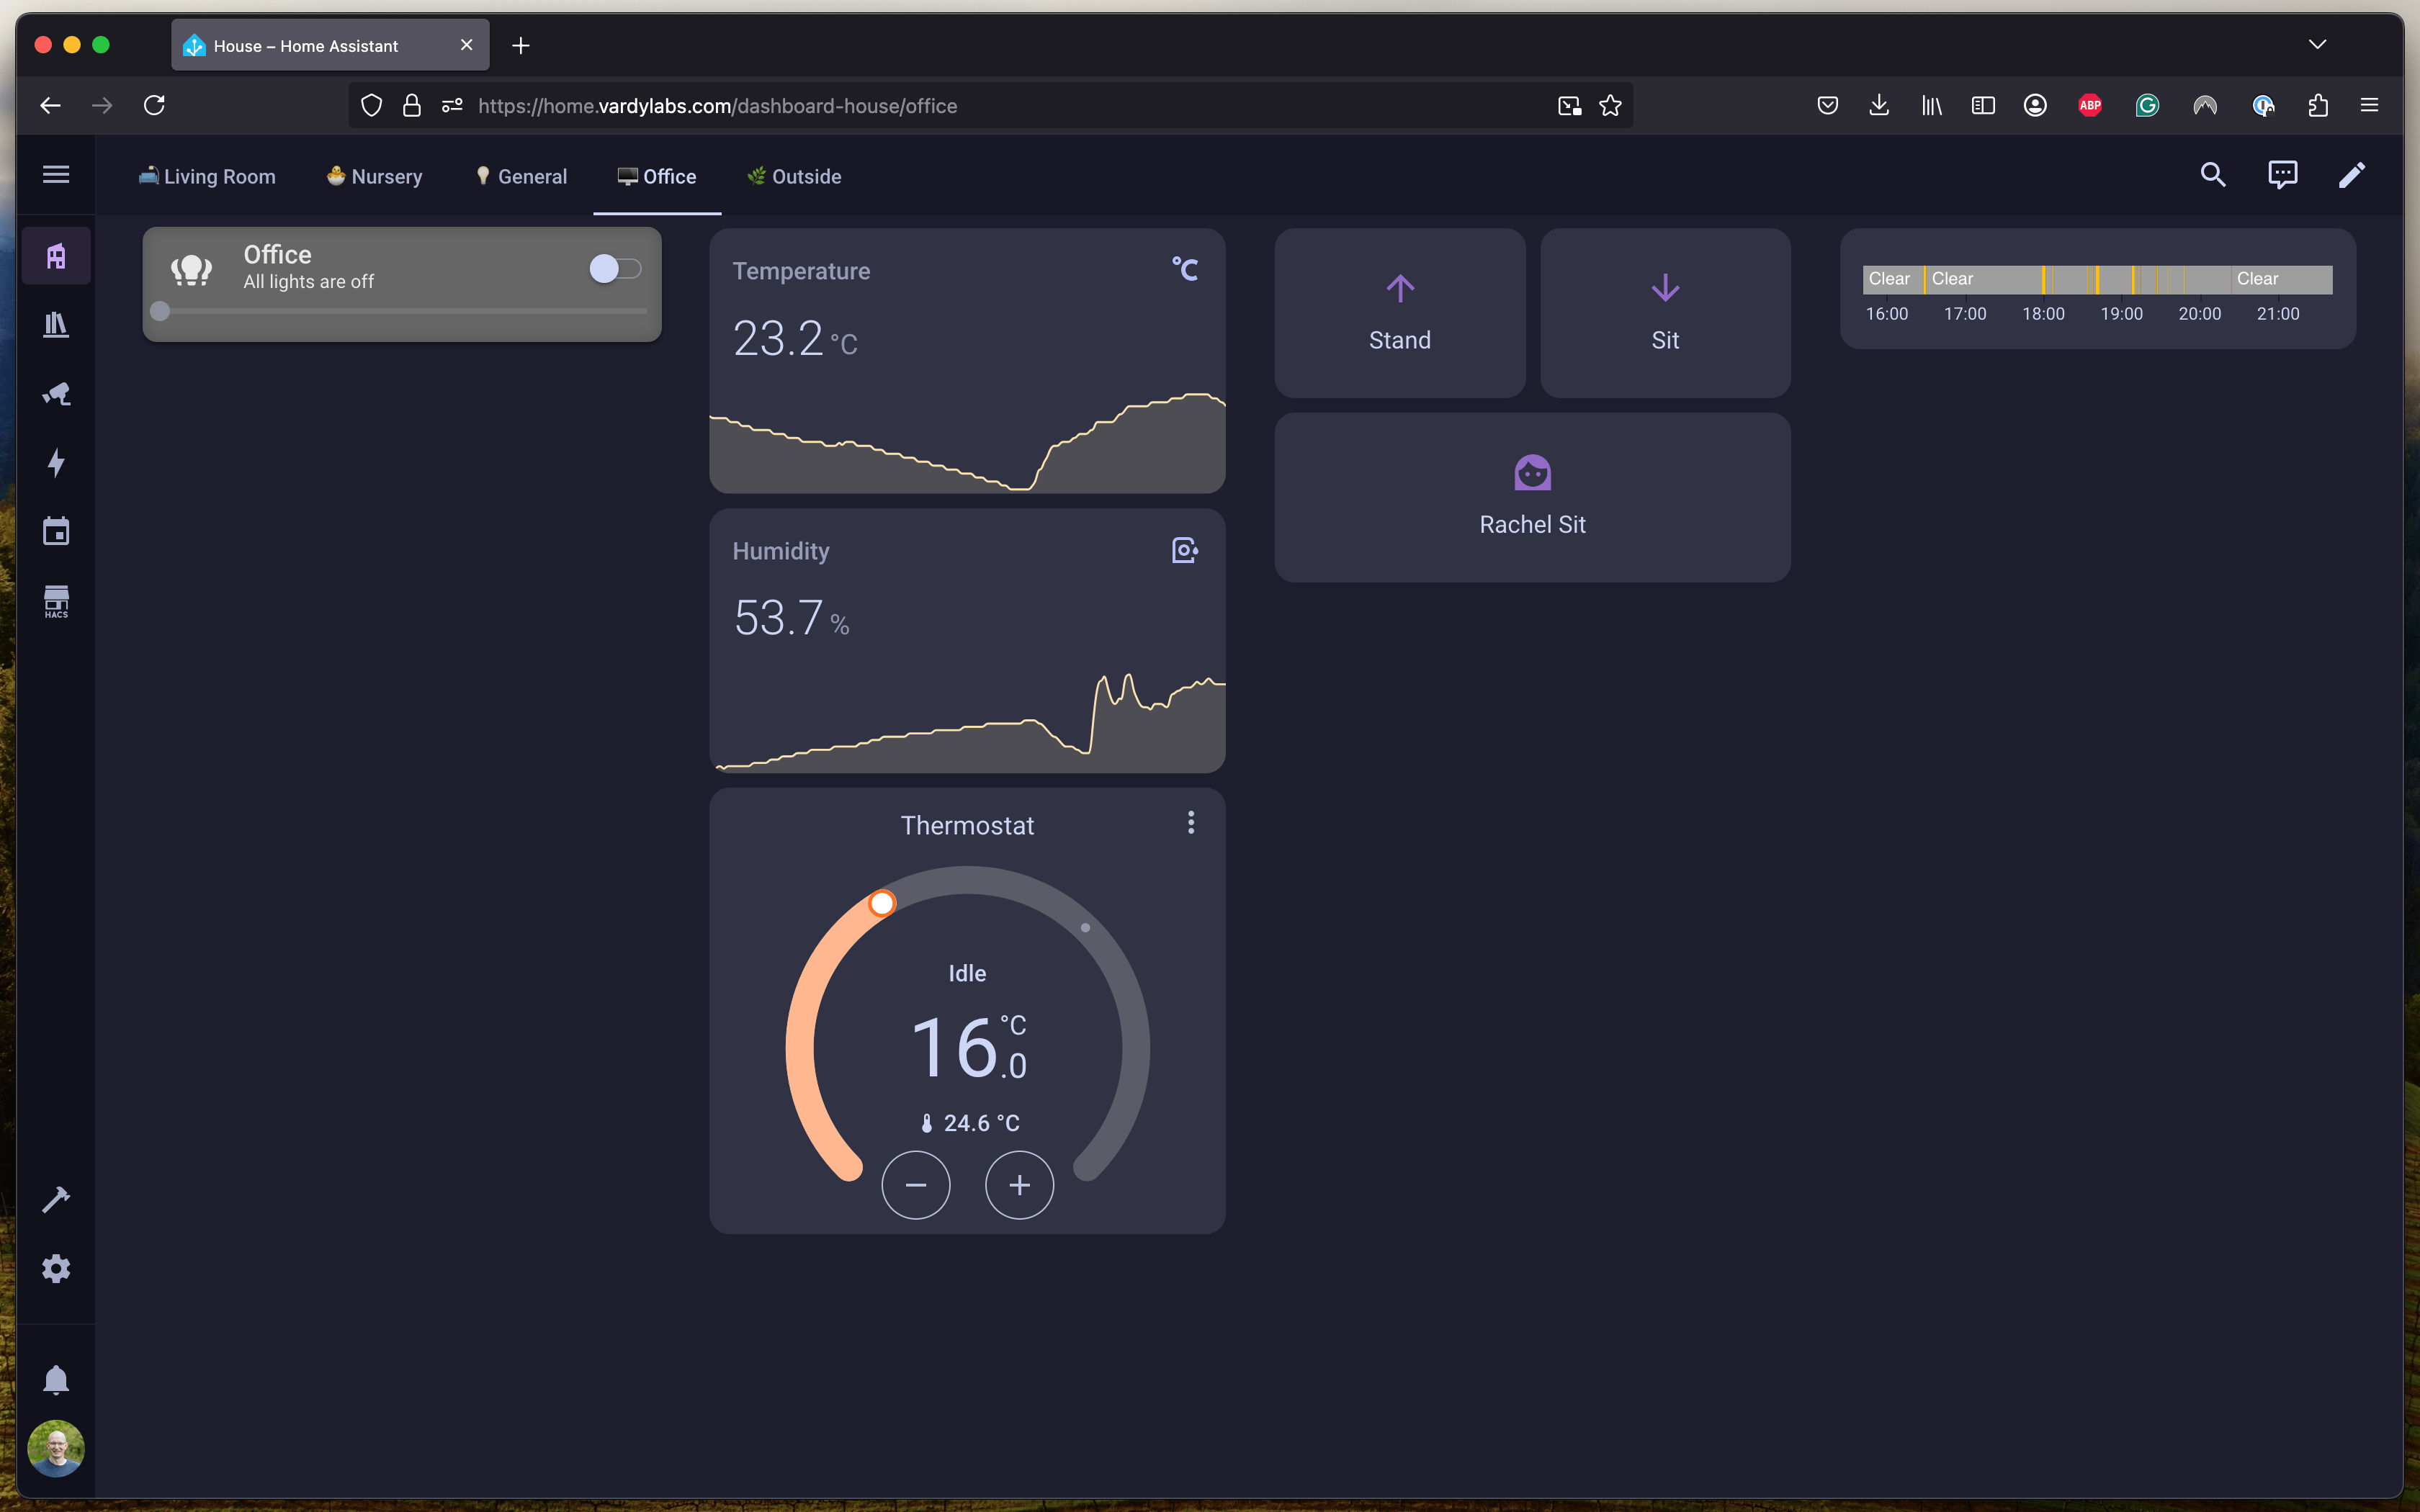 House – Home Assistant
https://home.vardylabs.com/dashboard-house/office
ABP
Living Room
Nursery
General
Office
Outside
HACS
Office
All lights are off
Temperature
°C
23.2 °C
Humidity
53.7 %
Thermostat
Idle
16.0 °C
24.6 °C
Stand
Sit
Rachel Sit
Clear Clear Clear
16:00 17:00 18:00 19:00 20:00 21:00